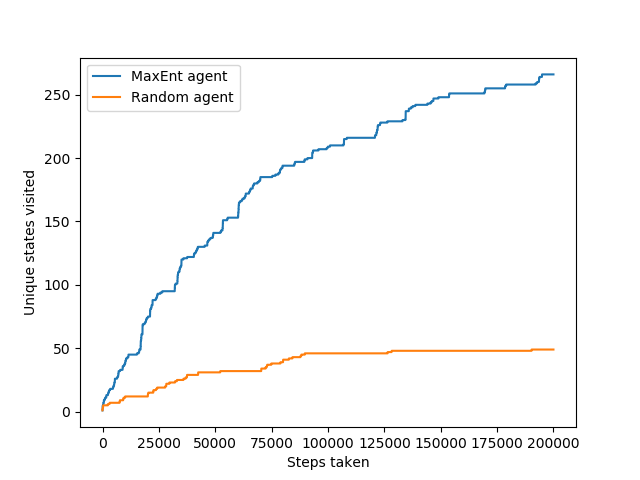 MaxEnt agent
Random agent
Unique states visited
250
200
150
100
50
0
0 25000 50000 75000 100000 125000 150000 175000 200000
Steps taken